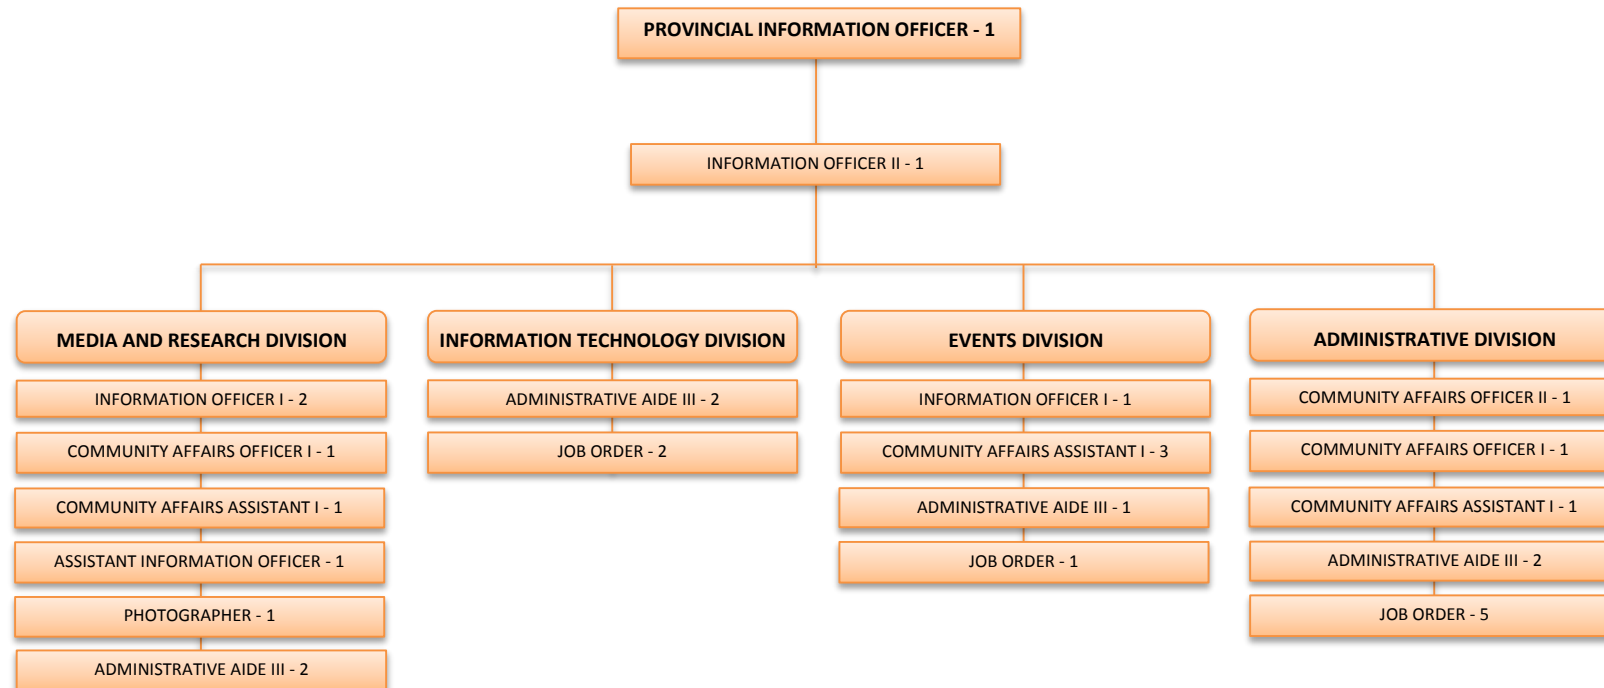 PROVINCIAL INFORMATION OFFICER - 1
INFORMATION OFFICER II - 1
MEDIA AND RESEARCH DIVISION
INFORMATION OFFICER I - 2
COMMUNITY AFFAIRS OFFICER I - 1
COMMUNITY AFFAIRS ASSISTANT I - 1
ASSISTANT INFORMATION OFFICER - 1
PHOTOGRAPHER - 1
ADMINISTRATIVE AIDE III - 2
INFORMATION TECHNOLOGY DIVISION
ADMINISTRATIVE AIDE III - 2
JOB ORDER - 2
EVENTS DIVISION
INFORMATION OFFICER I - 1
COMMUNITY AFFAIRS ASSISTANT I - 3
ADMINISTRATIVE AIDE III - 1
JOB ORDER - 1
ADMINISTRATIVE DIVISION
COMMUNITY AFFAIRS OFFICER II - 1
COMMUNITY AFFAIRS OFFICER I - 1
COMMUNITY AFFAIRS ASSISTANT I - 1
ADMINISTRATIVE AIDE III - 2
JOB ORDER - 5